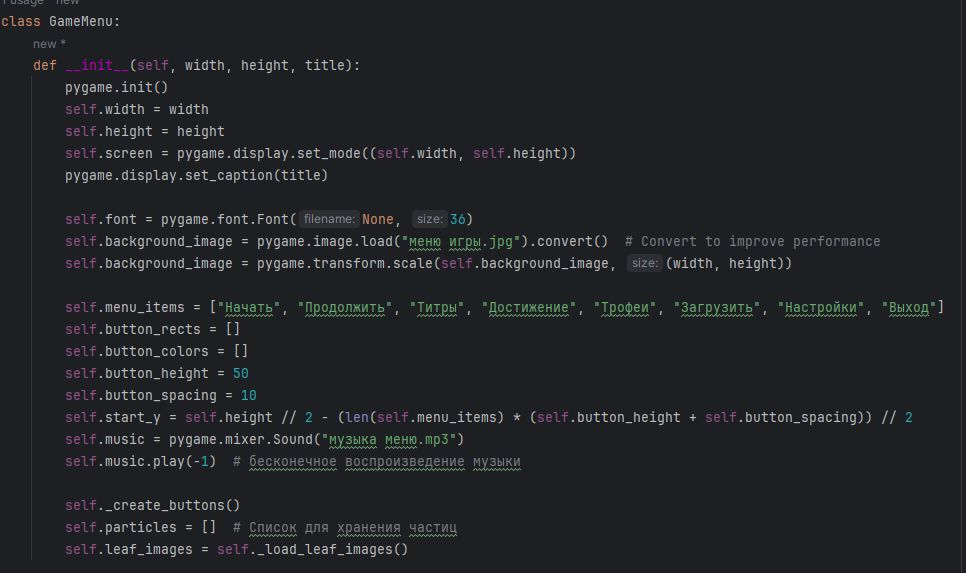 1 usage new
class GameMenu:
new *
def __init__(self, width, height, title):
pygame.init()
self.width = width
self.height = height
self.screen = pygame.display.set_mode((self.width, self.height))
pygame.display.set_caption(title)
self.font = pygame.font.Font( filename: None, size: 36)
self.background_image = pygame.image.load("меню игры.jpg").convert()  # Convert to improve performance
self.background_image = pygame.transform.scale(self.background_image, size: (width, height))
self.menu_items = ["Начать", "Продолжить", "Титры", "Достижение", "Трофеи", "Загрузить", "Настройки", "Выход"]
self.button_rects = []
self.button_colors = []
self.button_height = 50
self.button_spacing = 10
self.start_y = self.height // 2 - (len(self.menu_items) * (self.button_height + self.button_spacing)) // 2
self.music = pygame.mixer.Sound("музыка меню.mp3")
self.music.play(-1)  # бесконечное воспроизведение музыки
self._create_buttons()
self.particles = []  # Список для хранения частиц
self.leaf_images = self._load_leaf_images()